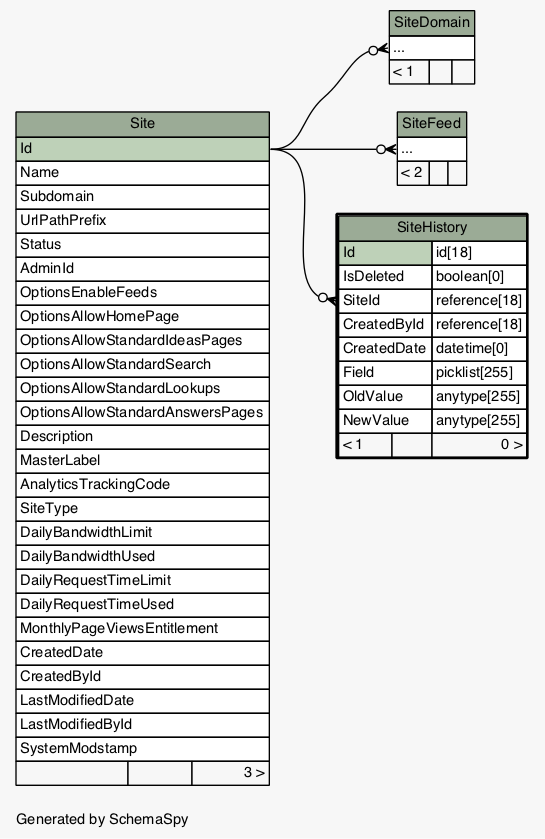 SiteDomain
...
< 1
Site
Id
Name
Subdomain
UrlPathPrefix
Status
AdminId
OptionsEnableFeeds
OptionsAllowHomePage
OptionsAllowStandardIdeasPages
OptionsAllowStandardSearch
OptionsAllowStandardLookups
OptionsAllowStandardAnswersPages
Description
MasterLabel
AnalyticsTrackingCode
SiteType
DailyBandwidthLimit
DailyBandwidthUsed
DailyRequestTimeLimit
DailyRequestTimeUsed
MonthlyPageViewsEntitlement
CreatedDate
CreatedById
LastModifiedDate
LastModifiedById
SystemModstamp
3 >
SiteFeed
...
< 2
SiteHistory
Id id[18]
IsDeleted boolean[0]
SiteId reference[18]
CreatedById reference[18]
CreatedDate datetime[0]
Field picklist[255]
OldValue anytype[255]
NewValue anytype[255]
< 1 0 >
Generated by SchemaSpy